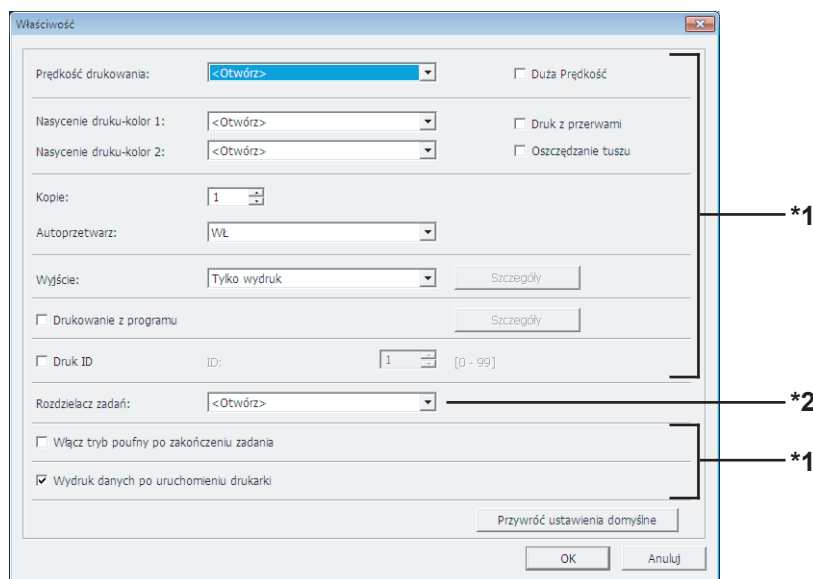 Właściwość
Prędkość drukowania: <Otwórz> Duża Prędkość
Nasycenie druku-kolor 1: <Otwórz> Druk z przerwami
Nasycenie druku-kolor 2: <Otwórz> Oszczędzanie tuszu
Kopie: 1
*1
Autoprzetwarz: WŁ
Wyjście: Tylko wydruk Szczegóły
Drukowanie z programu Szczegóły
Druk ID ID: 1 [0 - 99]
Rozdzielacz zadań: <Otwórz> *2
Włącz tryb poufny po zakończeniu zadania
*1
Wydruk danych po uruchomieniu drukarki
Przywróć ustawienia domyślne
OK Anuluj